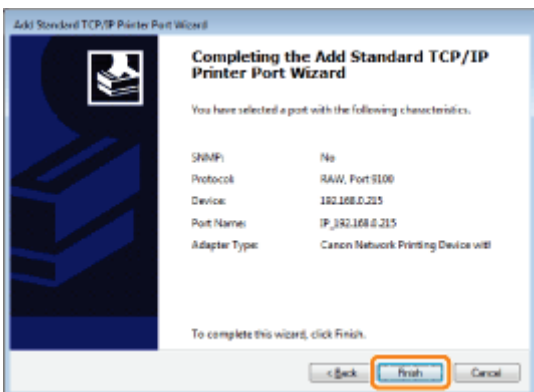 Add Standard TCP/IP Printer Port Wizard
Completing the Add Standard TCP/IP
Printer Port Wizard
You have selected a port with the following characteristics.
SNMP: No
Protocol: RAW, Port 9100
Device: 192.168.0.215
Port Name: IP_192.168.0.215
Adapter Type: Canon Network Printing Device with
To complete this wizard, click Finish.
< Back Finish Cancel